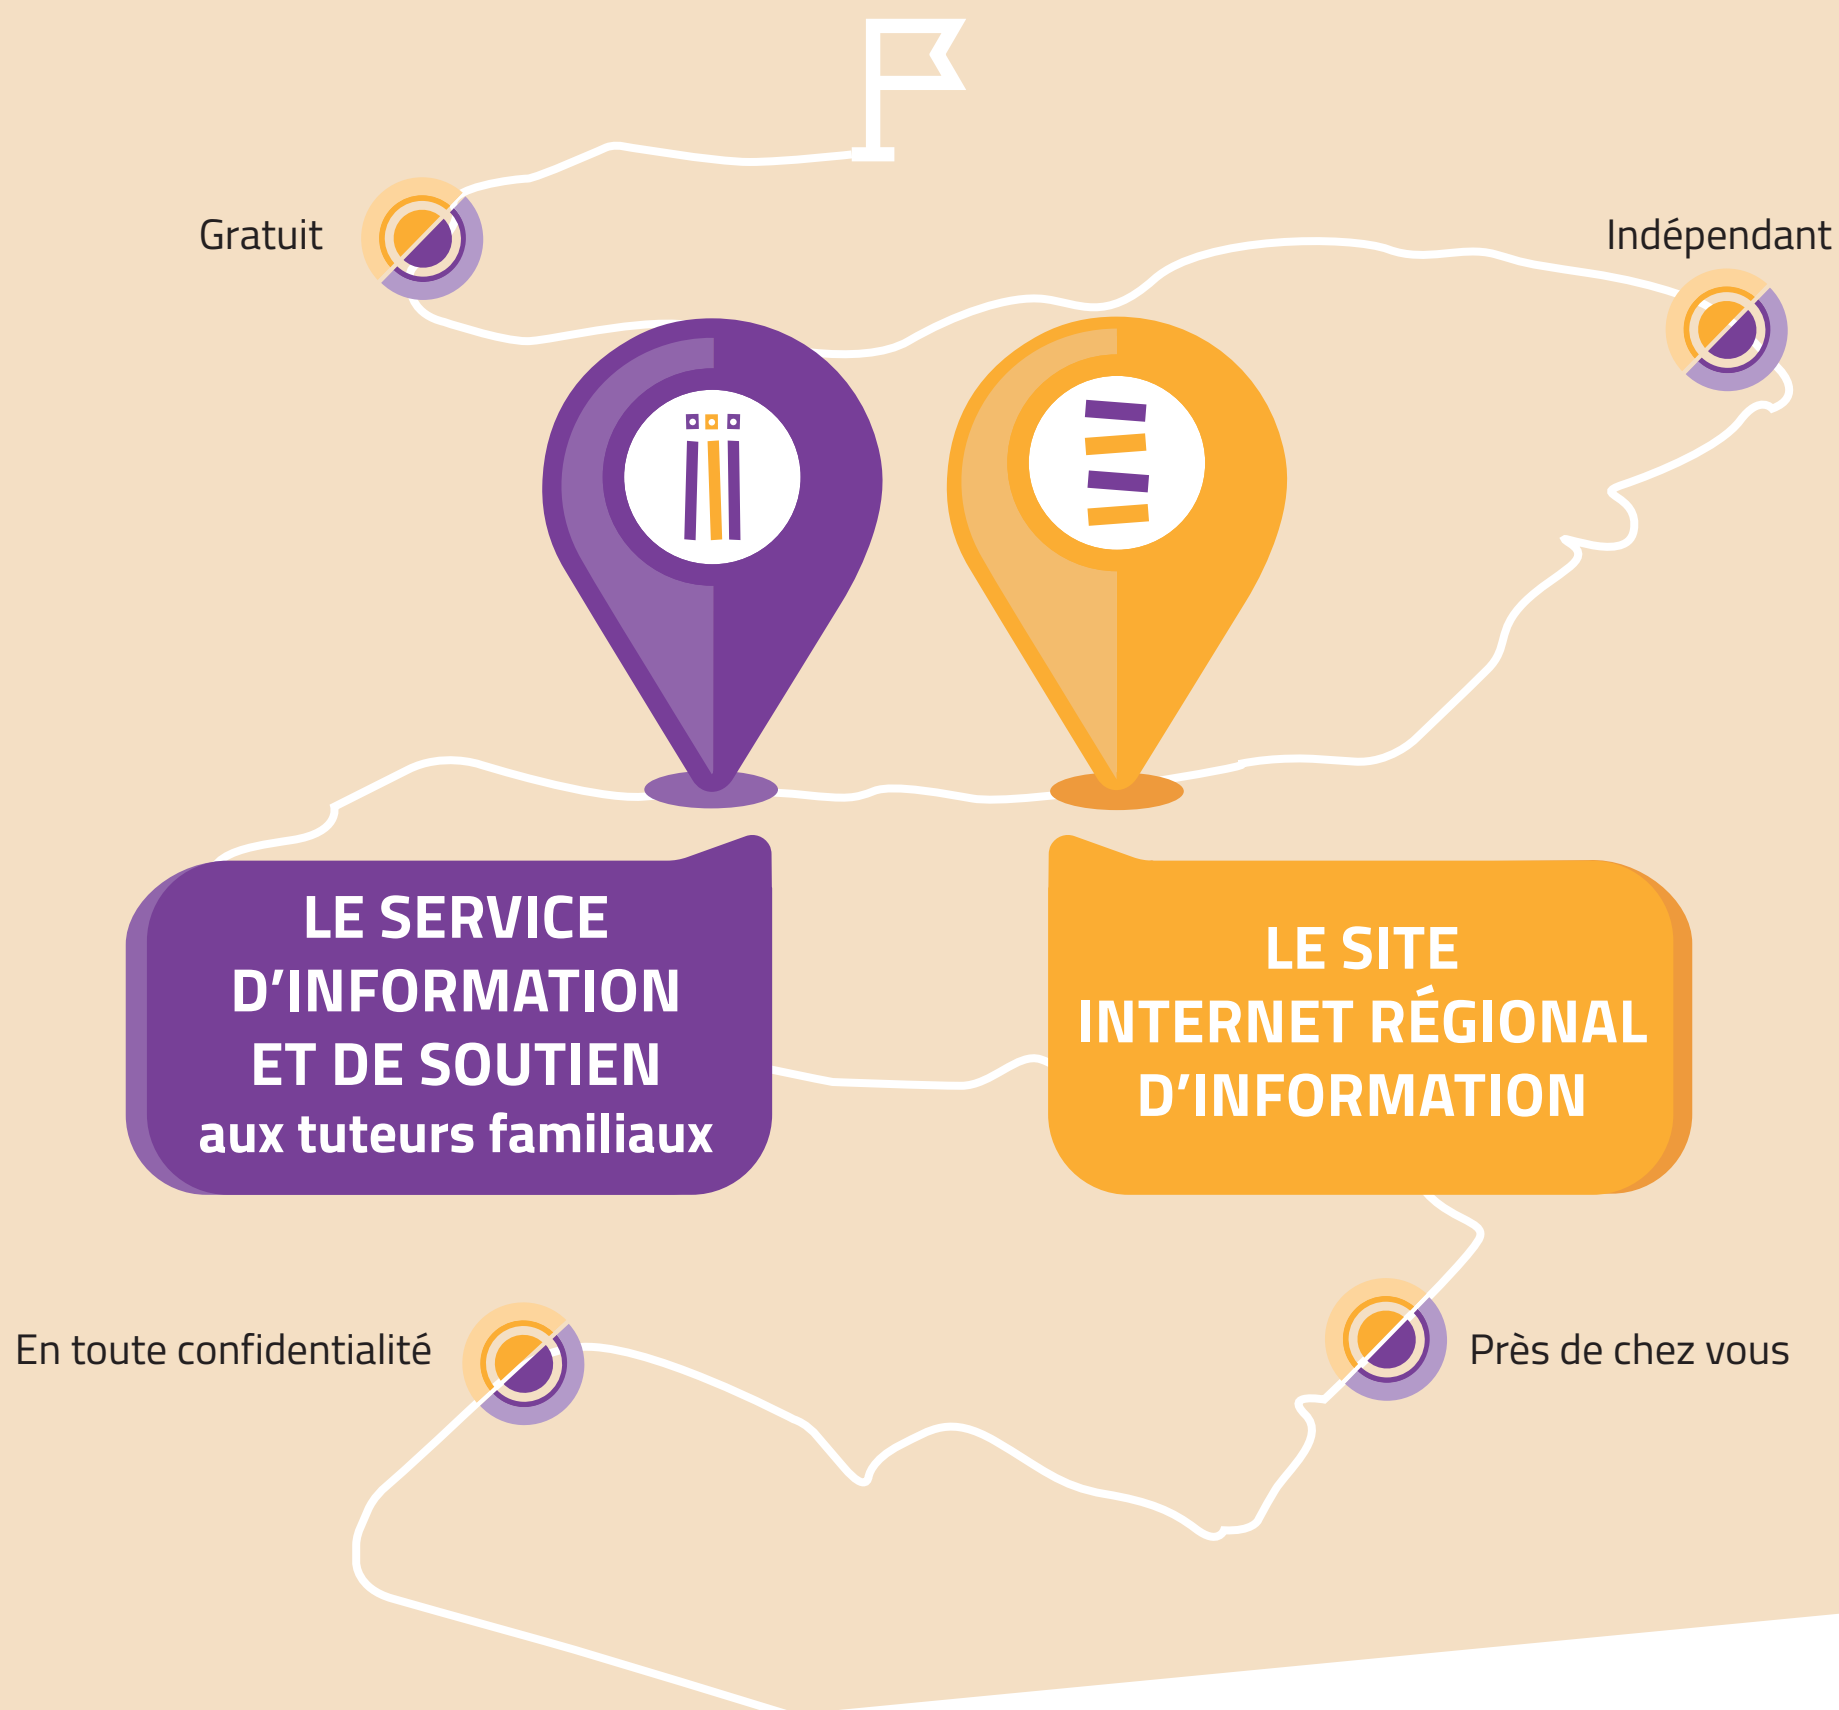 Gratuit
Indépendant
LE SERVICE
D’INFORMATION
ET DE SOUTIEN
aux tuteurs familiaux
LE SITE
INTERNET RÉGIONAL
D’INFORMATION
En toute confidentialité
Près de chez vous